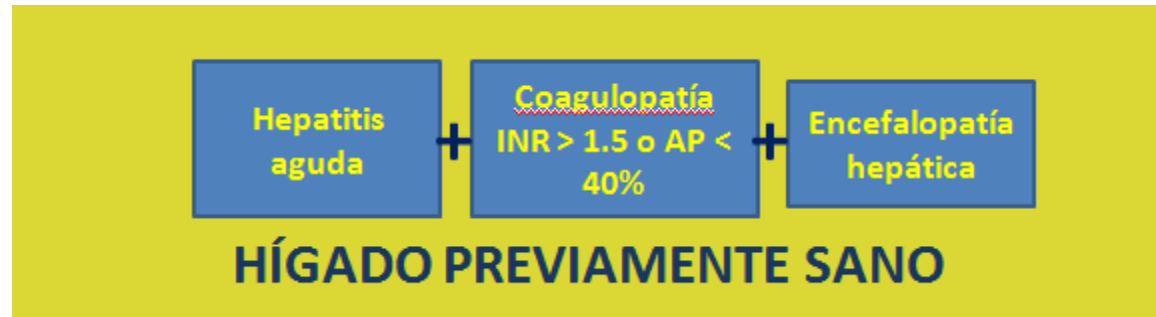 Hepatitis
aguda
+
Coagulopatía
INR > 1.5 o AP <
40%
+
Encefalopatía
hepática
HÍGADO PREVIAMENTE SANO